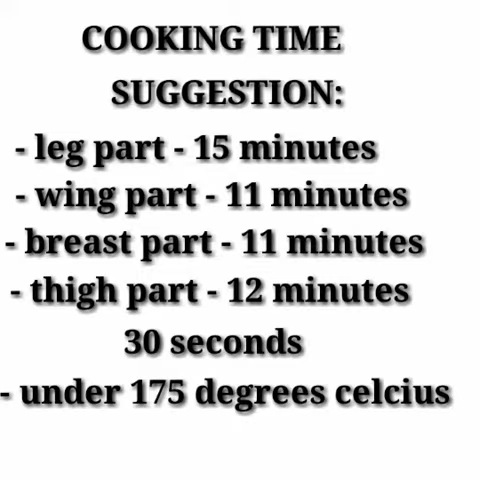 COOKING TIME
SUGGESTION:
- leg part - 15 minutes
- wing part - 11 minutes
- breast part - 11 minutes
- thigh part - 12 minutes
30 seconds
- under 175 degrees celcius